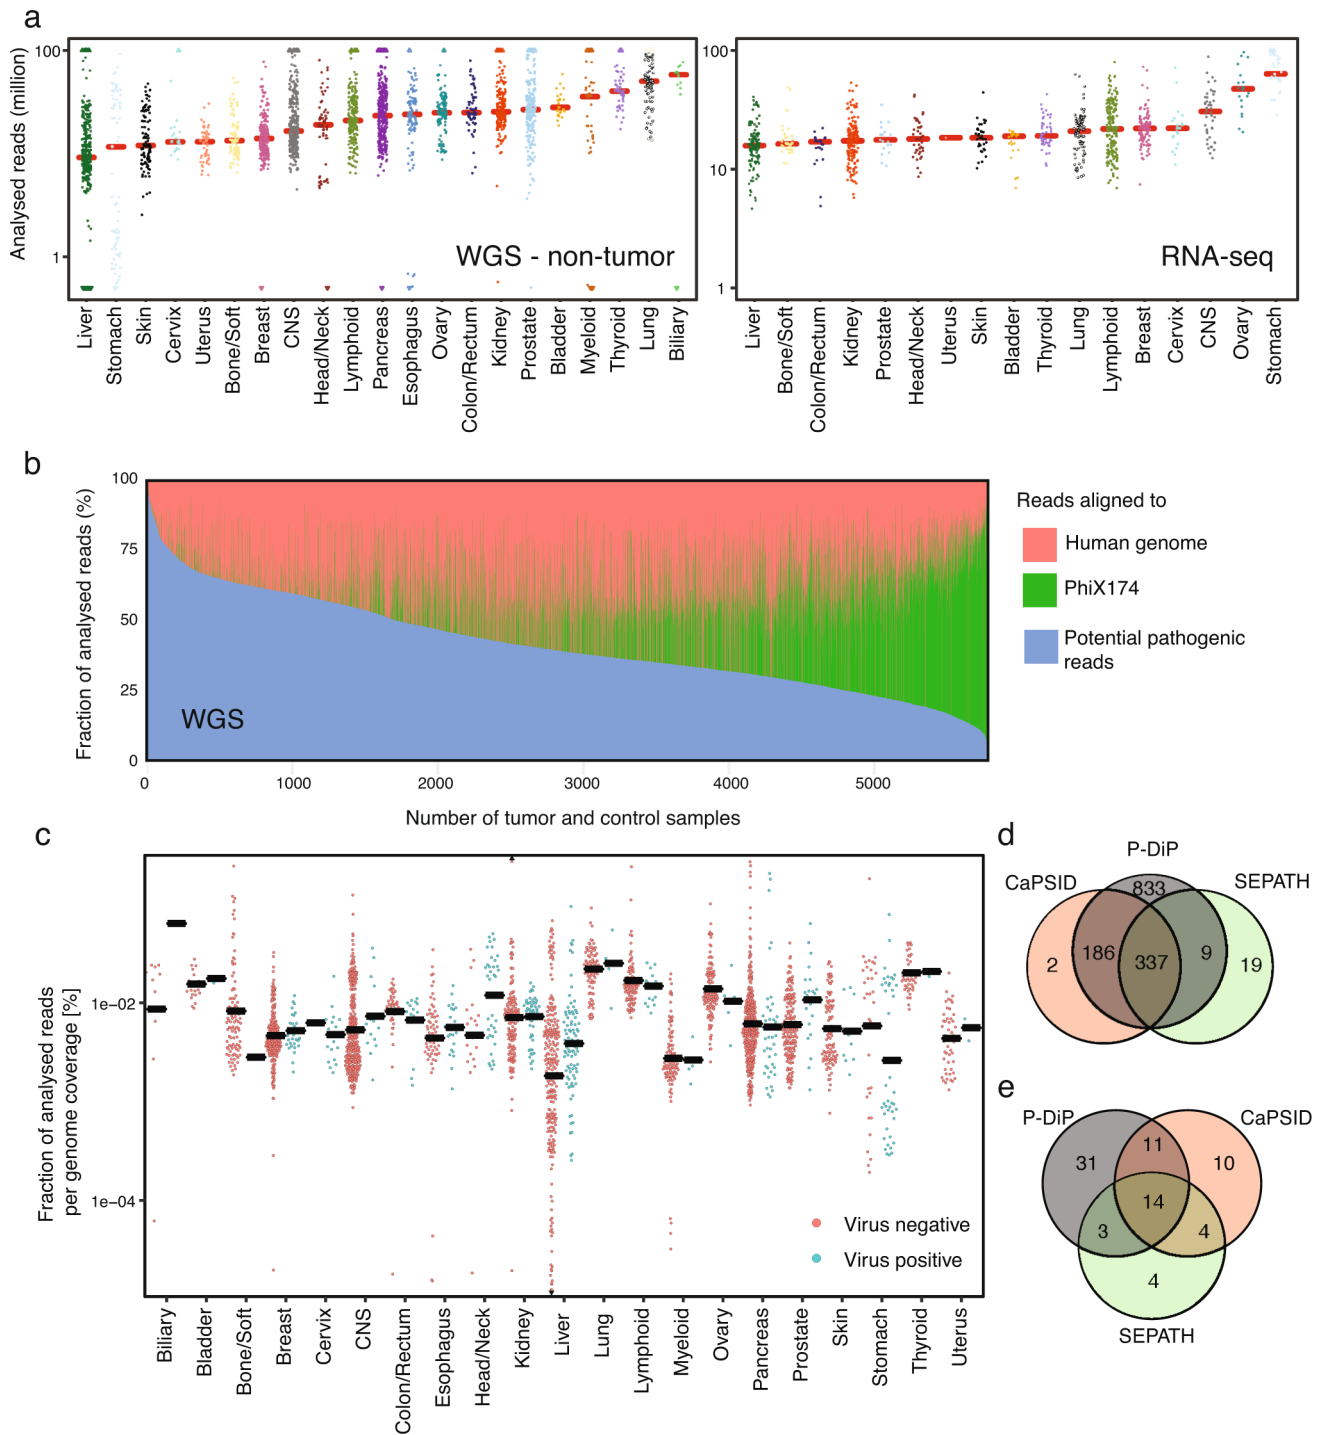 a
Analysed reads (million)
100
1
WGS - non-tumor
Liver
Stomach
Skin
Cervix
Uterus
Bone/Soft
Breast
CNS
Head/Neck
Lymphoid
Pancreas
Esophagus
Ovary
Colon/Rectum
Kidney
Prostate
Bladder
Myeloid
Thyroid
Lung
Biliary
100
10
1
RNA-seq
Liver
Bone/Soft
Colon/Rectum
Kidney
Prostate
Head/Neck
Uterus
Skin
Bladder
Thyroid
Lung
Lymphoid
Breast
Cervix
CNS
Ovary
Stomach
b
Fraction of analysed reads (%)
100
75
50
25
0
WGS
0
1000
2000
3000
4000
5000
Number of tumor and control samples
Reads aligned to
Human genome
PhiX174
Potential pathogenic
reads
c
Fraction of analysed reads
per genome coverage [%]
1e−02
1e−04
Virus negative
Virus positive
Biliary
Bladder
Bone/Soft
Breast
Cervix
CNS
Colon/Rectum
Esophagus
Head/Neck
Kidney
Liver
Lung
Lymphoid
Myeloid
Ovary
Pancreas
Prostate
Skin
Stomach
Thyroid
Uterus
d
P-DiP
CaPSID
SEPATH
833
186
337
9
2
19
e
P-DiP
CaPSID
11
31
10
14
3
4
4
SEPATH